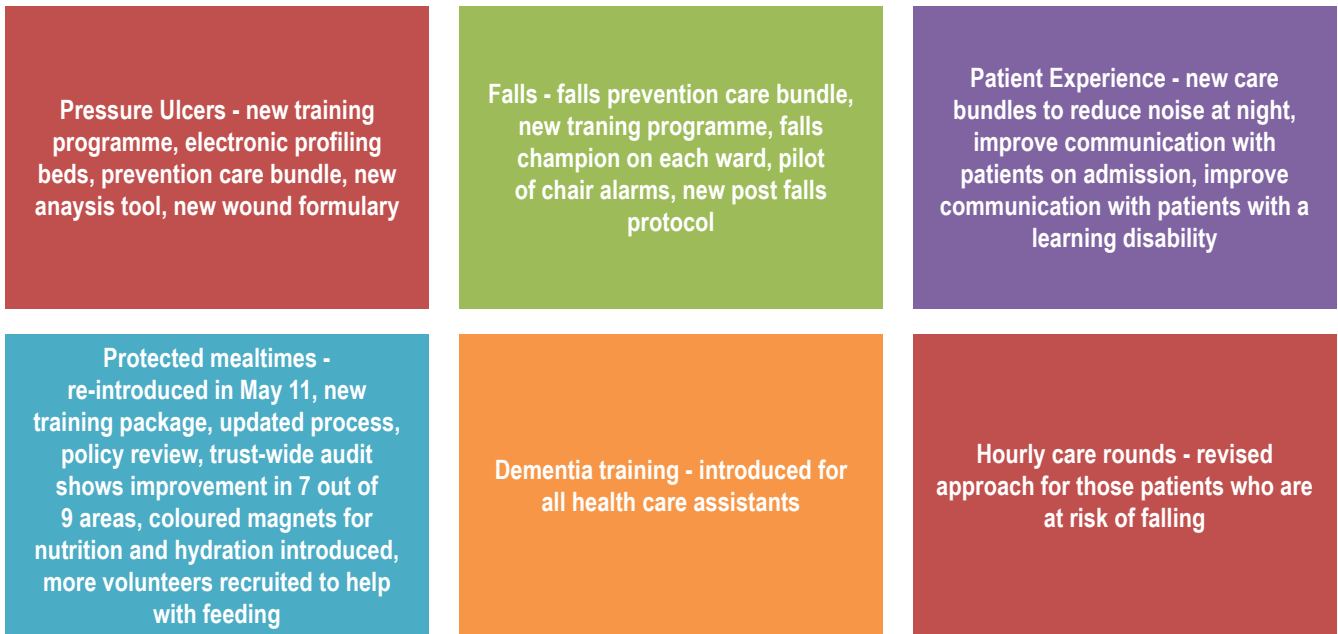 Pressure Ulcers - new training
programme, electronic profiling
beds, prevention care bundle, new
anaysis tool, new wound formulary
Falls - falls prevention care bundle,
new traning programme, falls
champion on each ward, pilot
of chair alarms, new post falls
protocol
Patient Experience - new care
bundles to reduce noise at night,
improve communication with
patients on admission, improve
communication with patients with a
learning disability
Protected mealtimes -
re-introduced in May 11, new
training package, updated process,
policy review, trust-wide audit
shows improvement in 7 out of
9 areas, coloured magnets for
nutrition and hydration introduced,
more volunteers recruited to help
with feeding
Dementia training - introduced for
all health care assistants
Hourly care rounds - revised
approach for those patients who are
at risk of falling